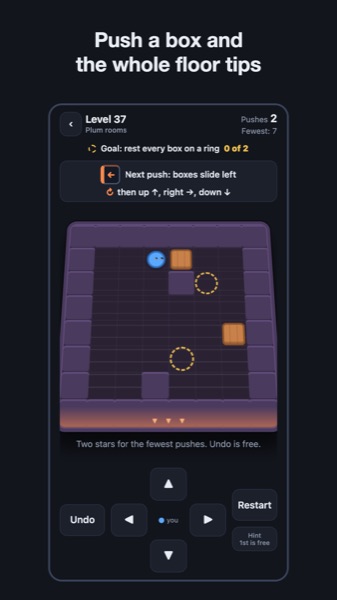 Push a box and
the whole floor tips
Level 37
Plum rooms
Pushes 2
Fewest: 7
Goal: rest every box on a ring 0 of 2
Next push: boxes slide left
then up ↑, right →, down ↓
Two stars for the fewest pushes. Undo is free.
Undo
you
Restart
Hint
1st is free